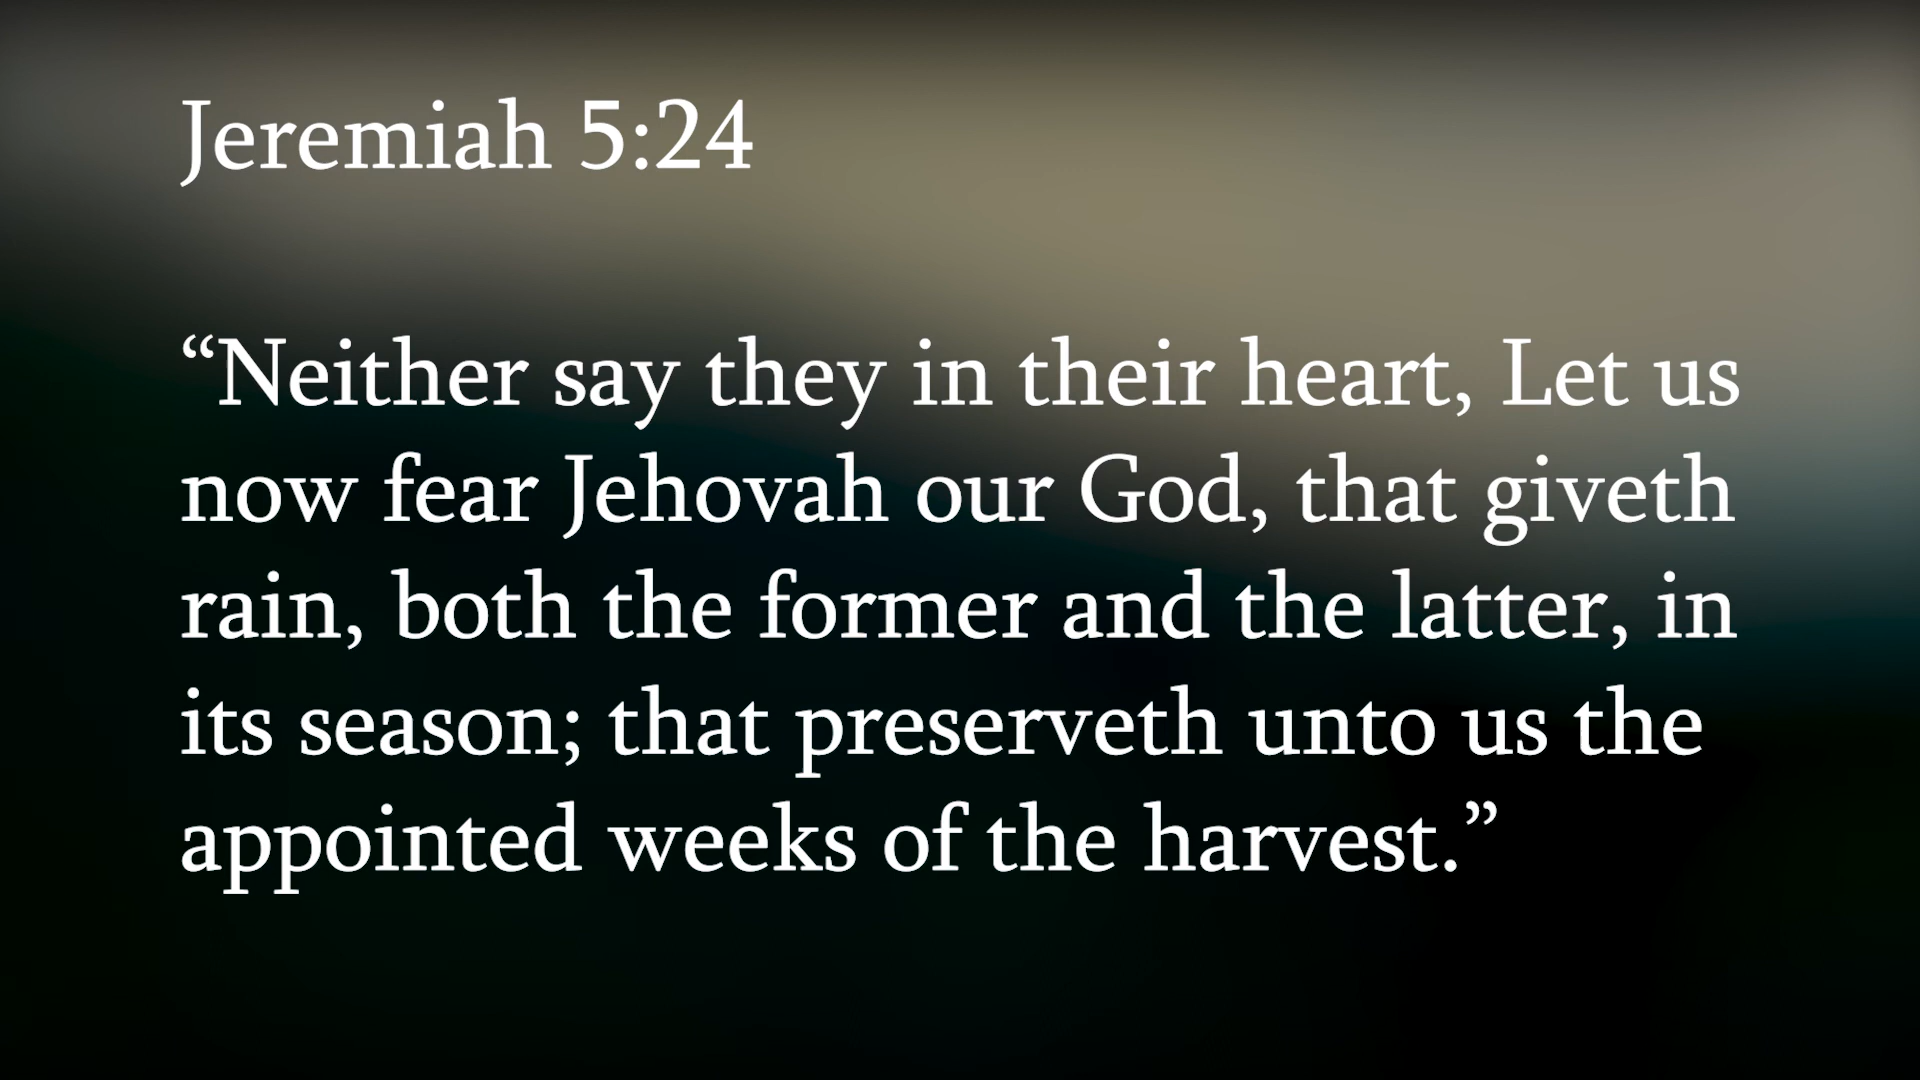 Jeremiah 5:24
“Neither say they in their heart, Let us
now fear Jehovah our God, that giveth
rain, both the former and the latter, in
its season; that preserveth unto us the
appointed weeks of the harvest.”